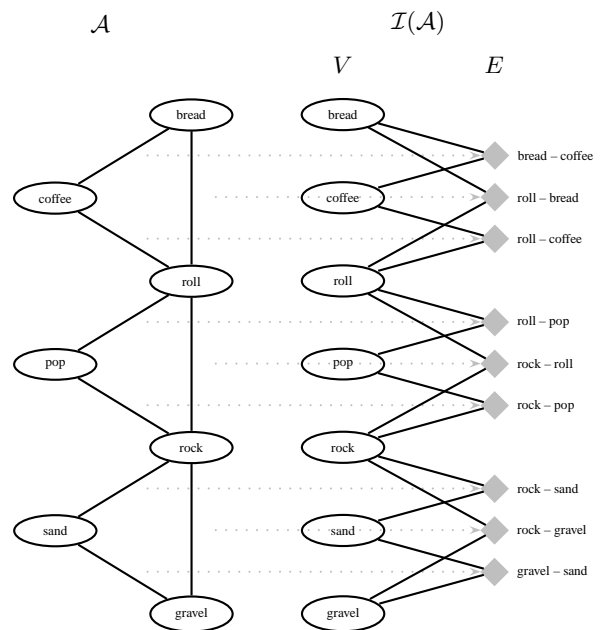 𝒜
ℐ(𝒜)
V
E
bread
coffee
roll
pop
rock
sand
gravel
bread
coffee
roll
pop
rock
sand
gravel
bread – coffee
roll – bread
roll – coffee
roll – pop
rock – roll
rock – pop
rock – sand
rock – gravel
gravel – sand